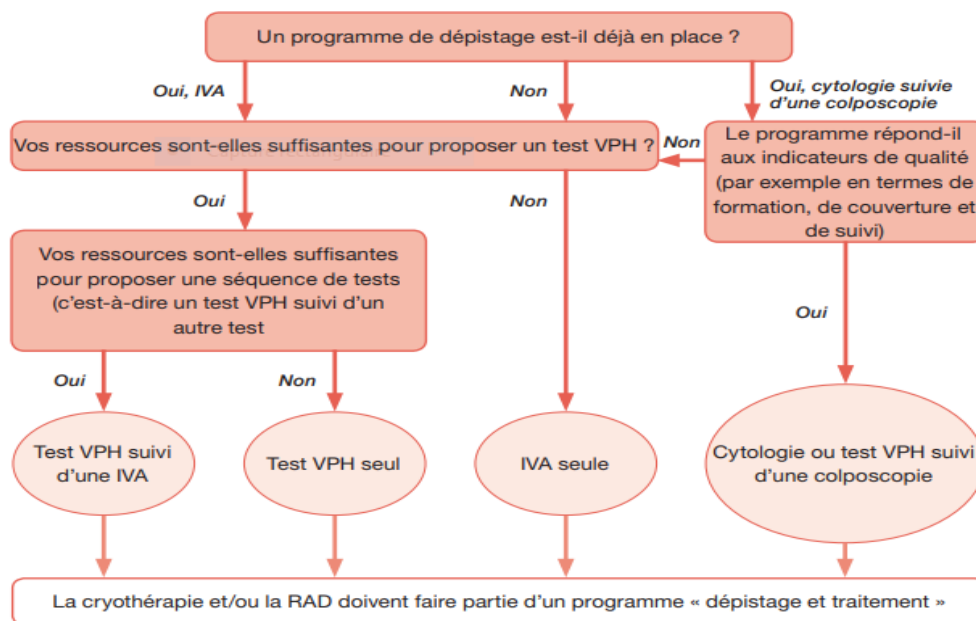 Un programme de dépistage est-il déjà en place ?
Oui, IVA
Non
Oui, cytologie suivie
d'une colposcopie
Vos ressources sont-elles suffisantes pour proposer un test VPH ?
Capture rectangulaire
Non
Le programme répond-il
aux indicateurs de qualité
(par exemple en termes de
formation, de couverture et
de suivi)
Oui
Non
Vos ressources sont-elles suffisantes
pour proposer une séquence de tests
(c'est-à-dire un test VPH suivi d'un
autre test
Oui
Oui
Non
Test VPH suivi
d'une IVA
Test VPH seul
IVA seule
Cytologie ou test VPH suivi
d'une colposcopie
La cryothérapie et/ou la RAD doivent faire partie d'un programme « dépistage et traitement »